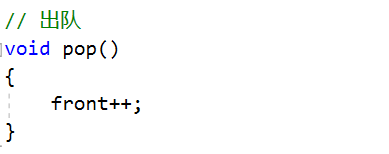 // 出队
void pop()
{
    front++;
}